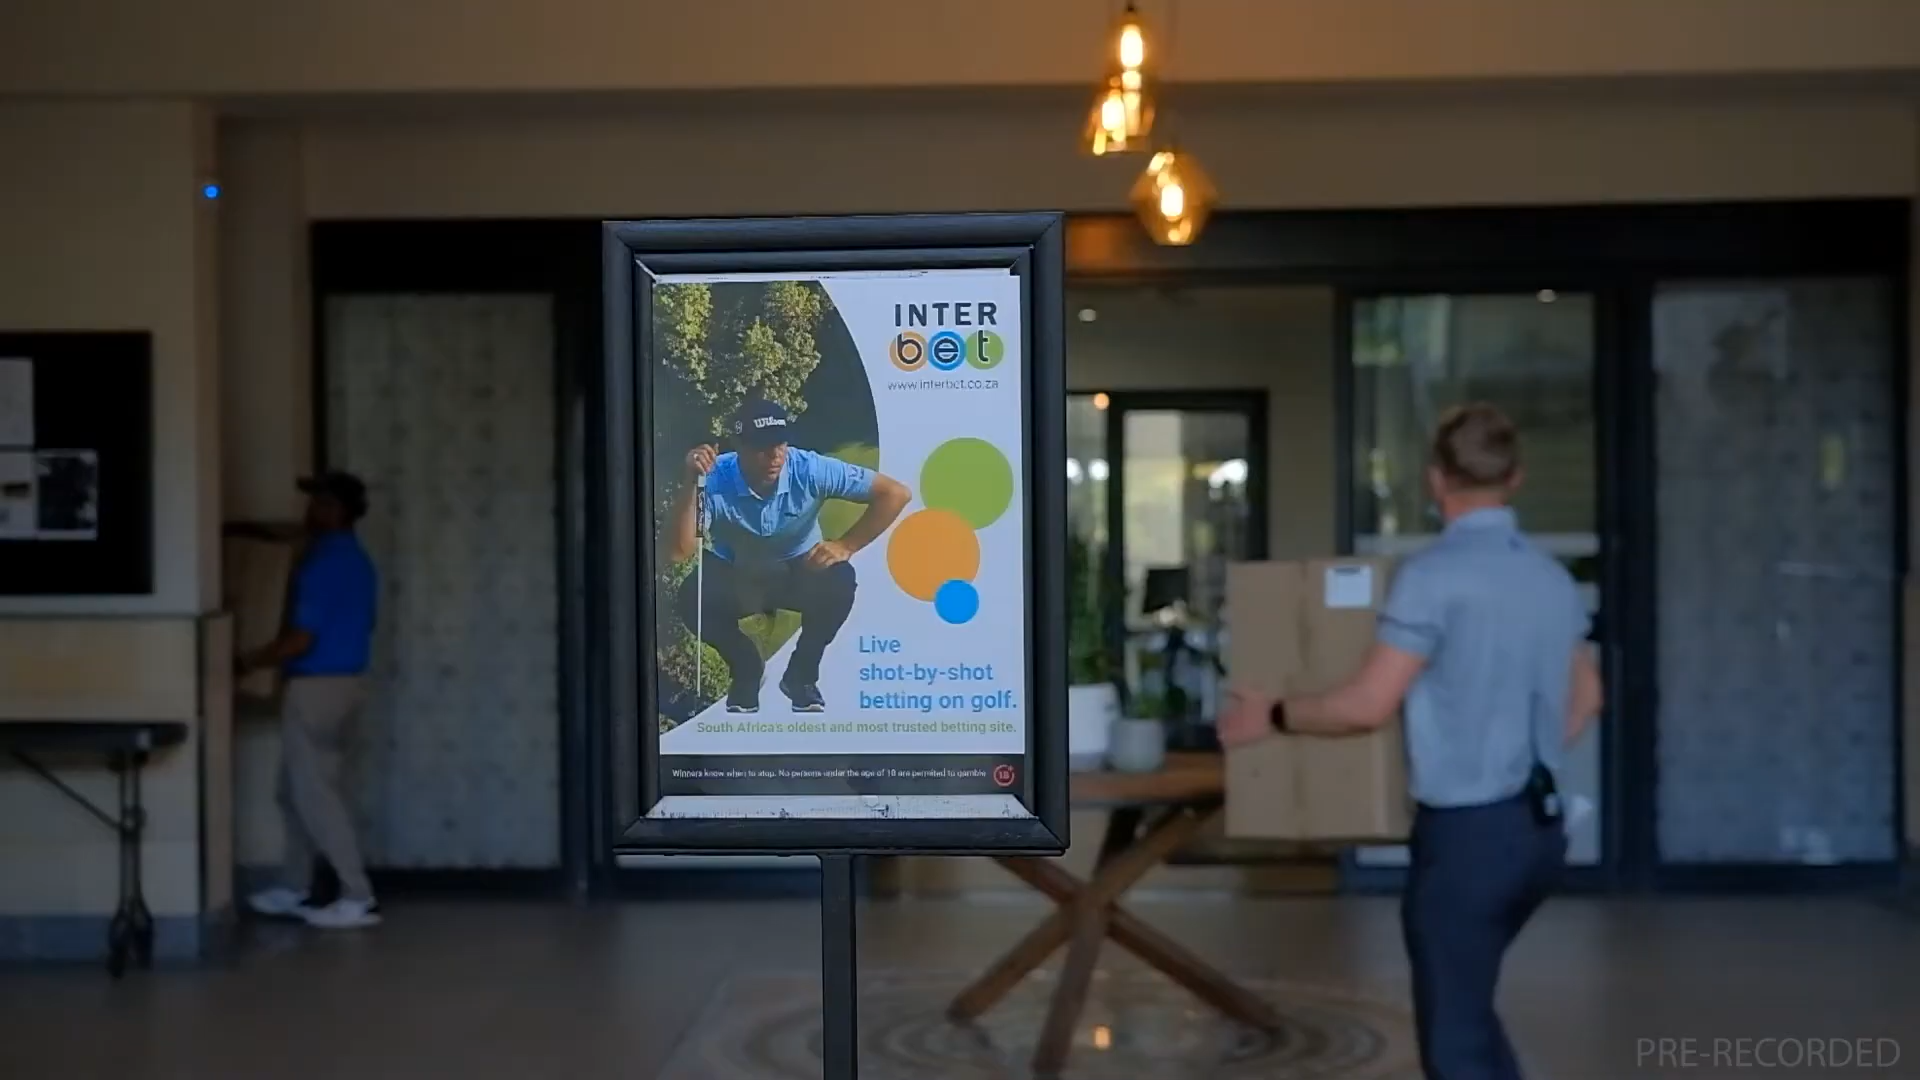 INTER
bet
www.interbet.co.za
Wilson
Live
shot-by-shot
betting on golf.
South Africa's oldest and most trusted betting site.
Winners know when to stop. No persons under the age of 18 are permitted to gamble
18
PRE-RECORDED